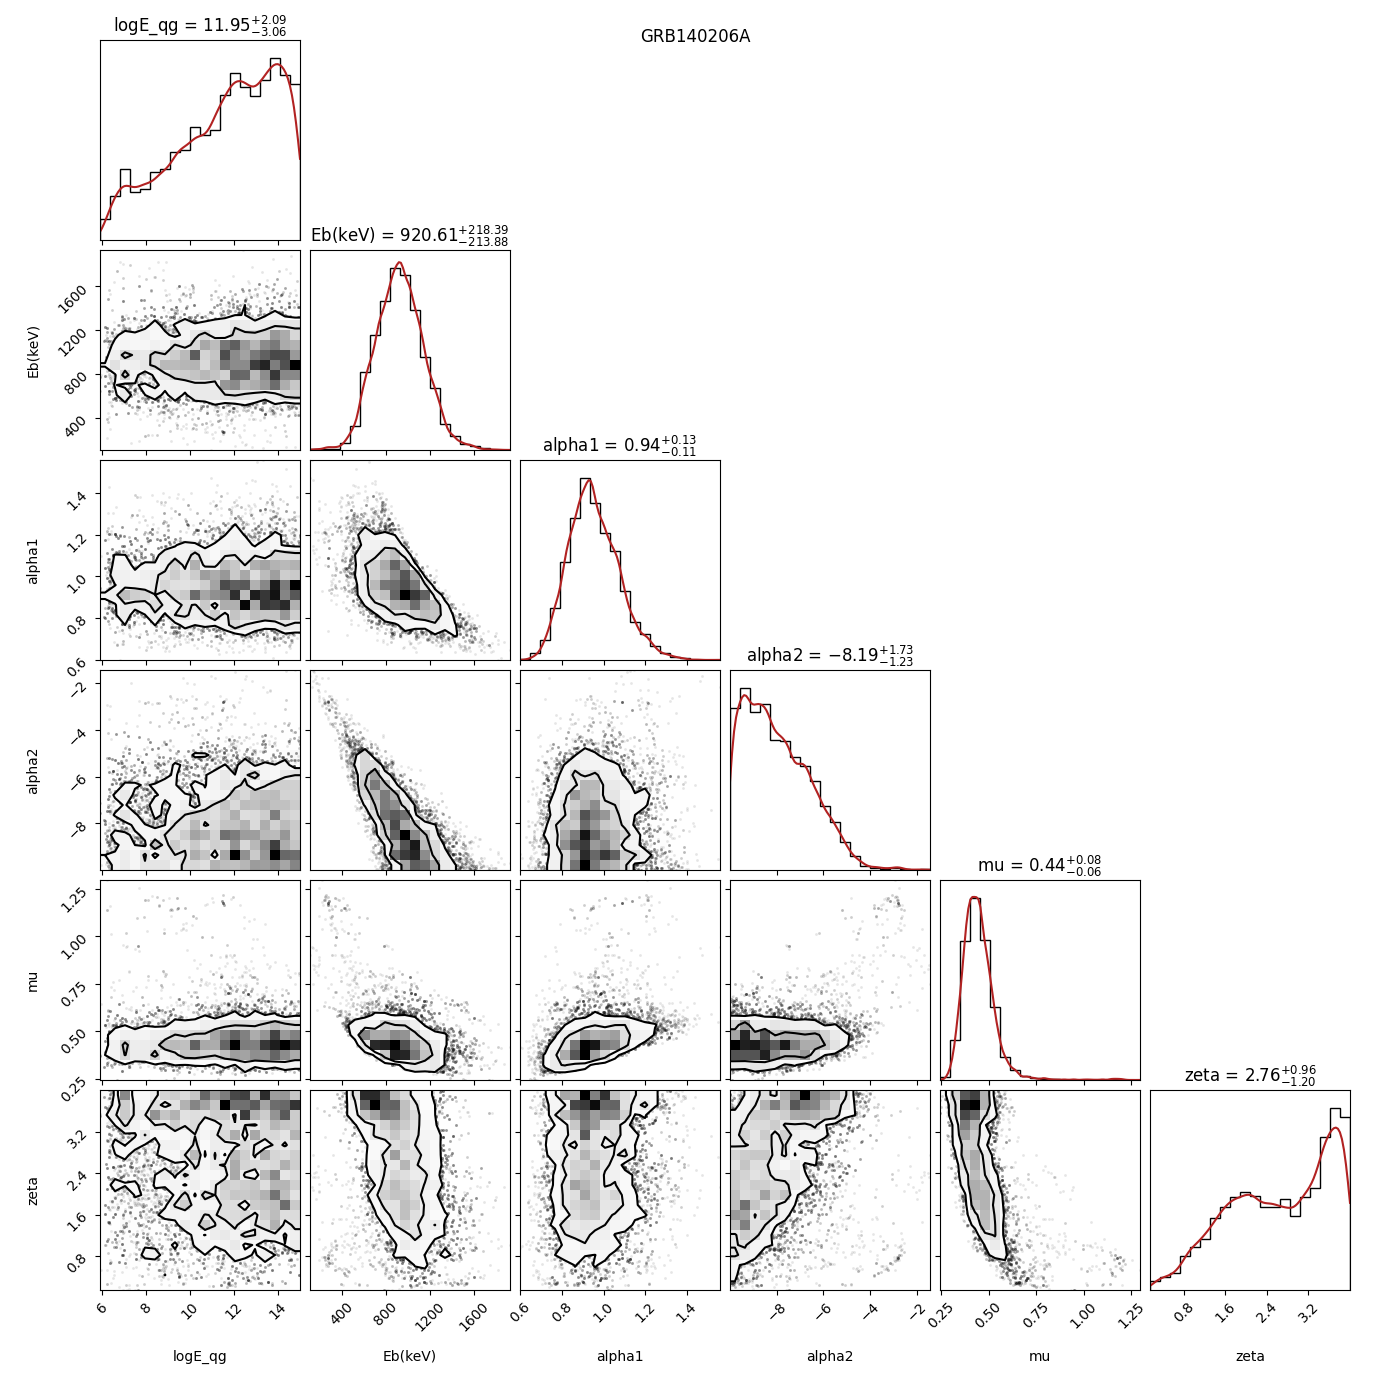 GRB140206A
logE_qg = 11.95 +2.09 −3.06
Eb(keV) = 920.61 +218.39 −213.88
1600
1200
800
400
Eb(keV)
alpha1 = 0.94 +0.13 −0.11
1.4
1.2
1.0
0.8
0.6
alpha1
alpha2 = −8.19 +1.73 −1.23
−2
−4
−6
−8
alpha2
mu = 0.44 +0.08 −0.06
1.25
1.00
0.75
0.50
0.25
mu
zeta = 2.76 +0.96 −1.20
3.2
2.4
1.6
0.8
zeta
6 8 10 12 14
400 800 1200 1600
0.6 0.8 1.0 1.2 1.4
−8 −6 −4 −2
0.25 0.50 0.75 1.00 1.25
0.8 1.6 2.4 3.2
logE_qg Eb(keV) alpha1 alpha2 mu zeta